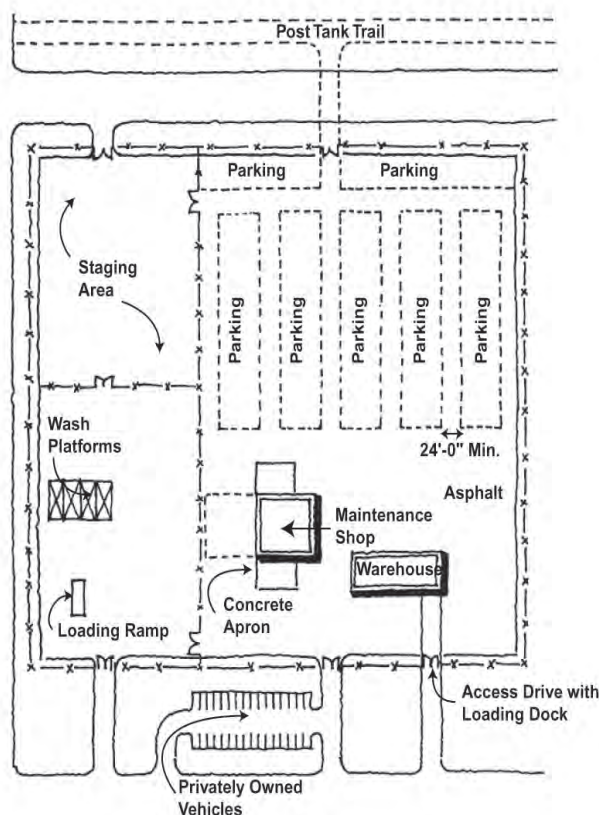 Post Tank Trail
Parking
Parking
Staging
Area
Parking
Parking
Parking
Parking
Parking
Wash
Platforms
24'-0" Min.
Asphalt
Maintenance
Shop
Warehouse
Concrete
Apron
Loading Ramp
Access Drive with
Loading Dock
Privately Owned
Vehicles